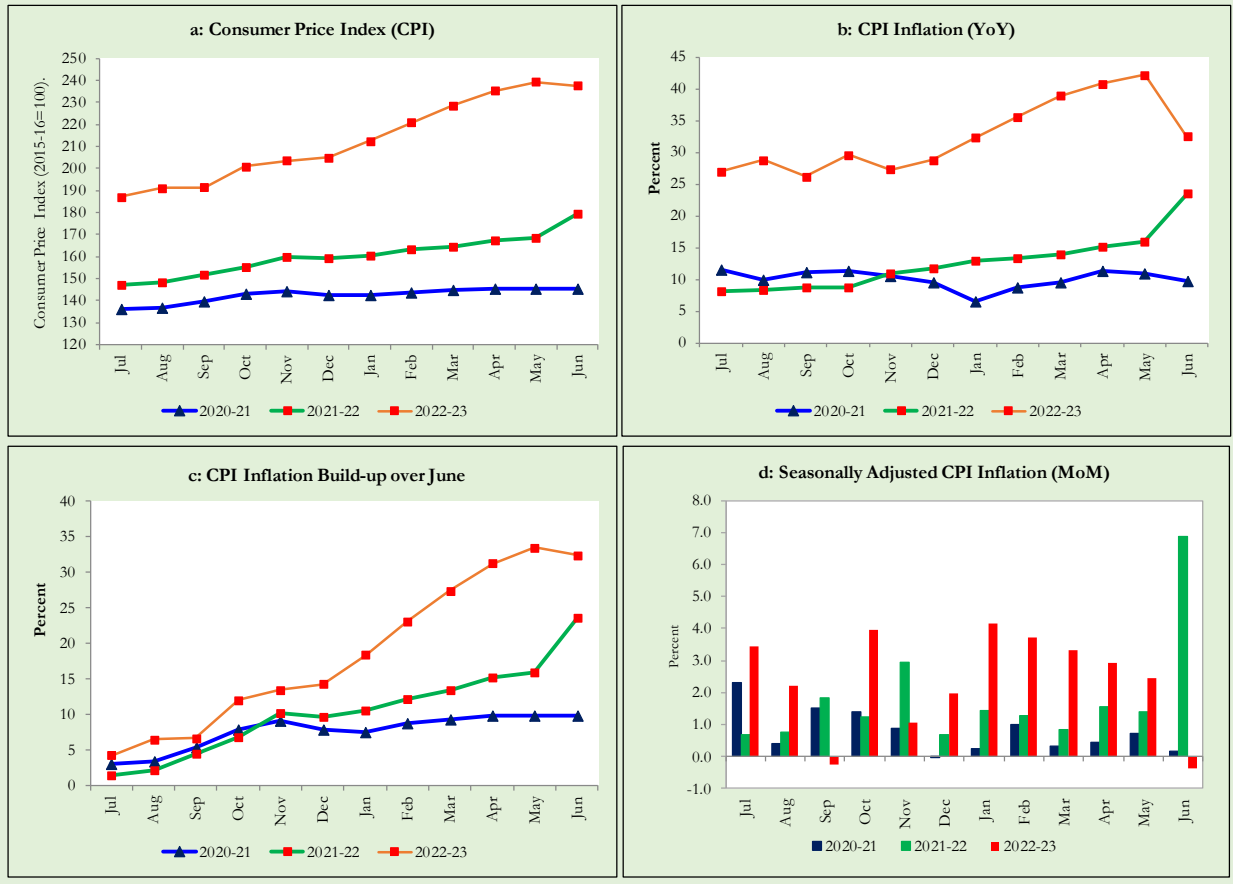 a: Consumer Price Index (CPI)
Consumer Price Index (2015-16=100).
250
240
230
220
210
200
190
180
170
160
150
140
130
120
Jul Aug Sep Oct Nov Dec Jan Feb Mar Apr May Jun
2020-21 2021-22 2022-23
b: CPI Inflation (YoY)
Percent
45
40
35
30
25
20
15
10
5
0
Jul Aug Sep Oct Nov Dec Jan Feb Mar Apr May Jun
2020-21 2021-22 2022-23
c: CPI Inflation Build-up over June
Percent
40
35
30
25
20
15
10
5
0
Jul Aug Sep Oct Nov Dec Jan Feb Mar Apr May Jun
2020-21 2021-22 2022-23
d: Seasonally Adjusted CPI Inflation (MoM)
Percent
8.0
7.0
6.0
5.0
4.0
3.0
2.0
1.0
0.0
-1.0
Jul Aug Sep Oct Nov Dec Jan Feb Mar Apr May Jun
2020-21 2021-22 2022-23